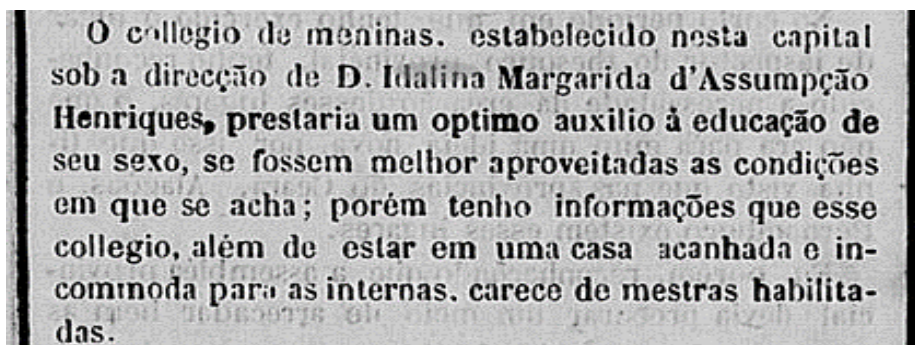 O collegio de meninas. estabelecido nesta capital
sob a direcção de D. Idalina Margarida d'Assumpção
Henriques, prestaria um optimo auxilio á educação de
seu sexo, se fossem melhor aproveitadas as condições
em que se acha; porém tenho informações que esse
collegio, além de estar em uma casa acanhada e in-
commoda para as internas. carece de mestras habilita-
das.